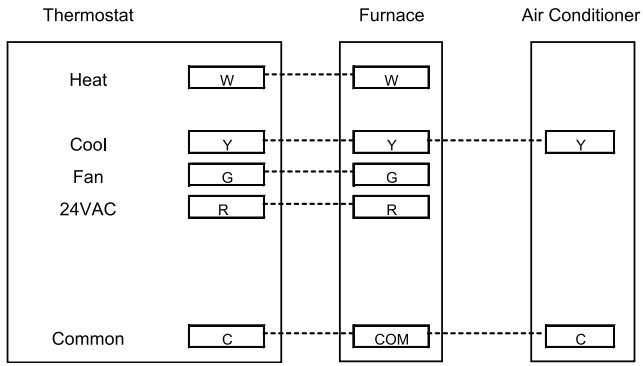 Thermostat Furnace Air Conditioner
Heat W W
Cool Y Y Y
Fan G G
24VAC R R
Common C COM C